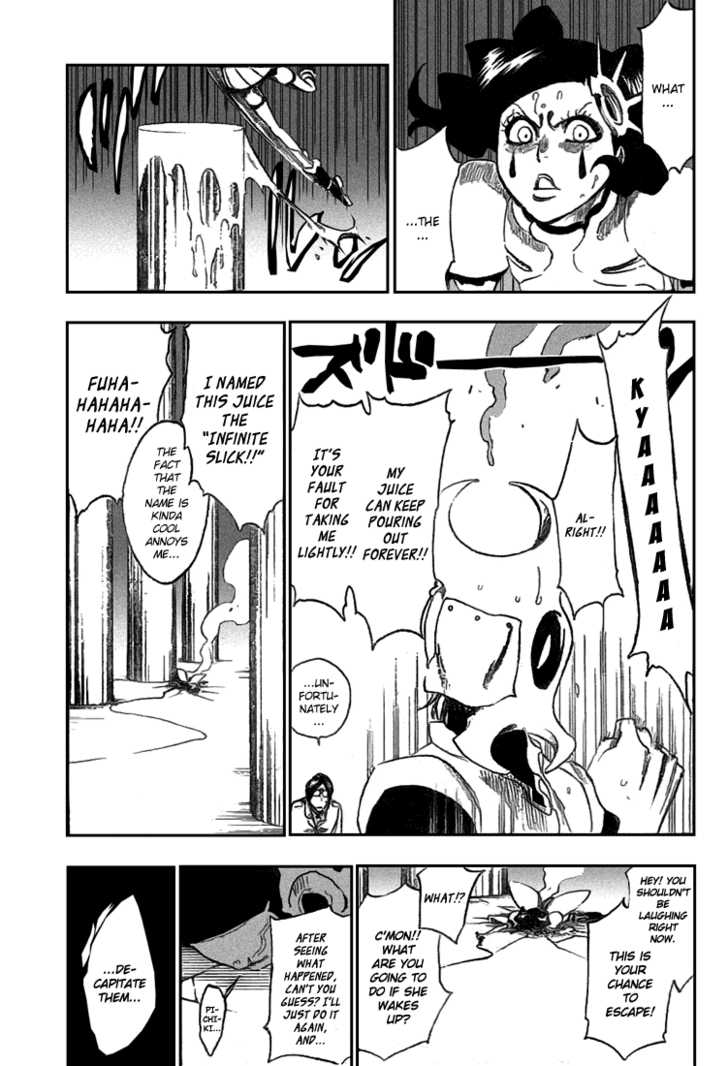 WHAT
...
...THE
...
KYAAAAAAA
AL-
RIGHT!!
MY
JUICE
CAN KEEP
POURING
OUT
FOREVER!!
IT'S
YOUR
FAULT
FOR
TAKING
ME
LIGHTLY!!
...UN-
FORTU-
NATELY
...
I NAMED
THIS JUICE
THE
"INFINITE
SLICK!!"
FUHA-
HAHAHA-
HAHA!!
THE
FACT
THAT
THE
NAME IS
KINDA
COOL
ANNOYS
ME...
HEY! YOU
SHOULDN'T
BE
LAUGHING
RIGHT
NOW.
THIS IS
YOUR
CHANCE
TO
ESCAPE!
WHAT!?
C'MON!!
WHAT
ARE YOU
GOING
TO DO
IF SHE
WAKES
UP?
AFTER
SEEING
WHAT
HAPPENED,
CAN'T YOU
GUESS? I'LL
JUST DO IT
AGAIN,
AND...
PI-
CHI-
KI...
...DE-
CAPITATE
THEM...